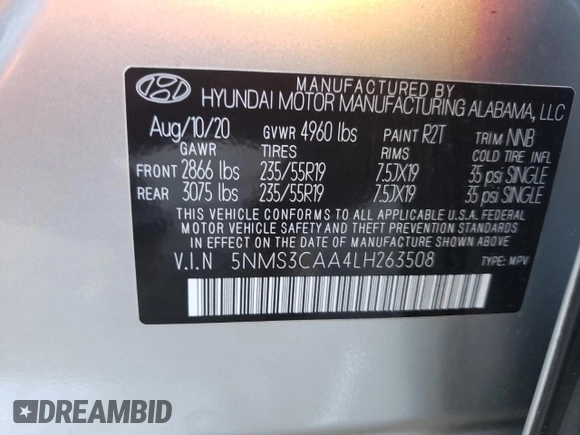 MANUFACTURED BY
HYUNDAI MOTOR MANUFACTURING ALABAMA, LLC
Aug/10/20 GVWR 4960 lbs PAINT R2T TRIM NNB
GAWR TIRES RIMS COLD TIRE INFL
FRONT 2866 lbs 235/55R19 7.5JX19 35 psi SINGLE
REAR 3075 lbs 235/55R19 7.5JX19 35 psi SINGLE
THIS VEHICLE CONFORMS TO ALL APPLICABLE U.S.A. FEDERAL
MOTOR VEHICLE SAFETY, BUMPER, AND THEFT PREVENTION
STANDARDS IN EFFECT ON THE DATE OF MANUFACTURE SHOWN ABOVE.
V.I.N 5NMS3CAA4LH263508 TYPE: MPV
DREAMBID